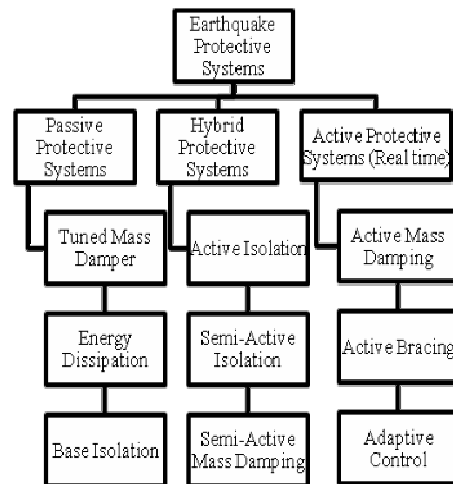 Earthquake
Protective
Systems
Passive
Protective
Systems
Hybrid
Protective
Systems
Active Protective
Systems (Real time)
Tuned Mass
Damper
Active Isolation
Active Mass
Damping
Energy
Dissipation
Semi-Active
Isolation
Active Bracing
Base Isolation
Semi-Active
Mass Damping
Adaptive
Control